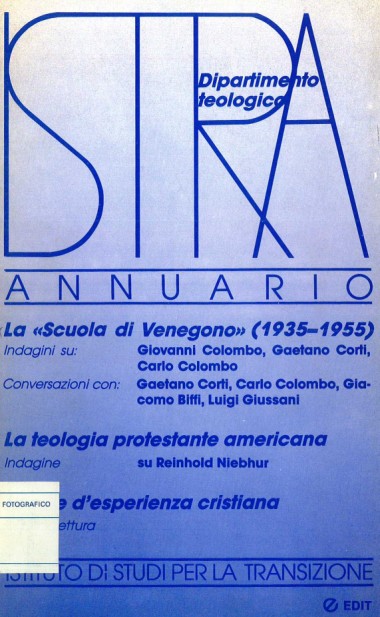 ISTRA
Dipartimento
teologico
ANNUARIO
La «Scuola di Venegono» (1935–1955)
Indagini su: Giovanni Colombo, Gaetano Corti,
Carlo Colombo
Conversazioni con: Gaetano Corti, Carlo Colombo, Gia-
como Biffi, Luigi Giussani
La teologia protestante americana
Indagine su Reinhold Niebhur
e d'esperienza cristiana
FOTOGRAFICO
ettura
ISTITUTO DI STUDI PER LA TRANSIZIONE
EDIT